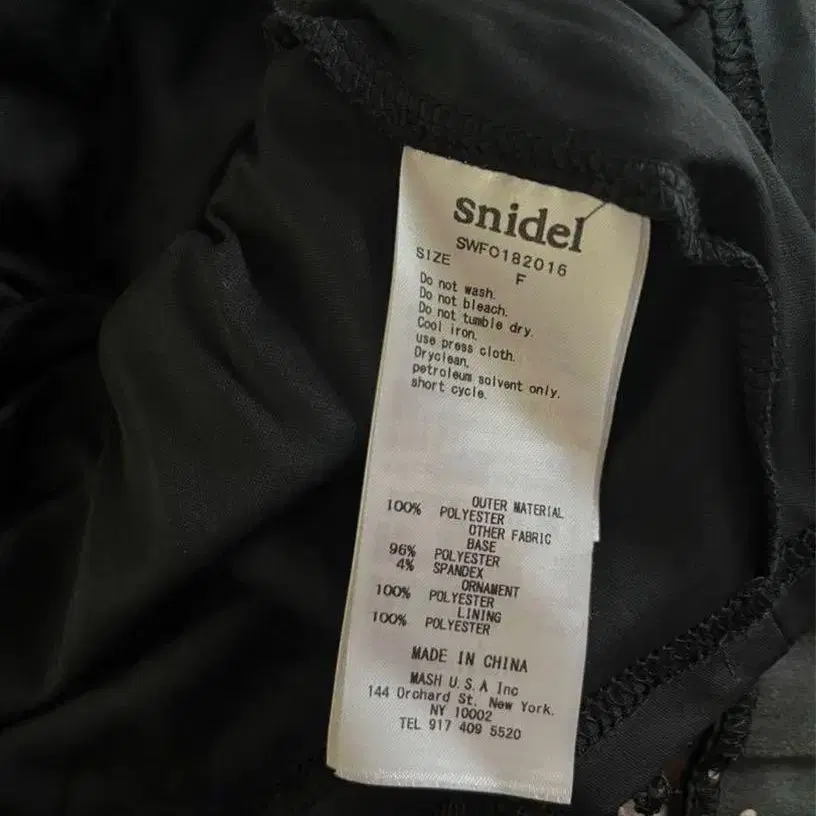 snidel
SWFO182016
SIZE F
Do not wash.
Do not bleach.
Do not tumble dry.
Cool iron.
use press cloth.
Dryclean,
petroleum solvent only.
short cycle.
OUTER MATERIAL
100% POLYESTER
OTHER FABRIC
BASE
96% POLYESTER
4% SPANDEX
ORNAMENT
100% POLYESTER
LINING
100% POLYESTER
MADE IN CHINA
MASH U.S.A Inc
144 Orchard St. New York.
NY 10002
TEL 917 409 5520